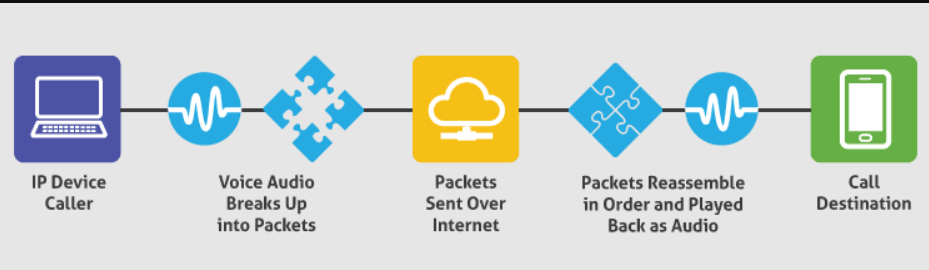 IP Device
Caller
Voice Audio
Breaks Up
into Packets
Packets
Sent Over
Internet
Packets Reassemble
in Order and Played
Back as Audio
Call
Destination